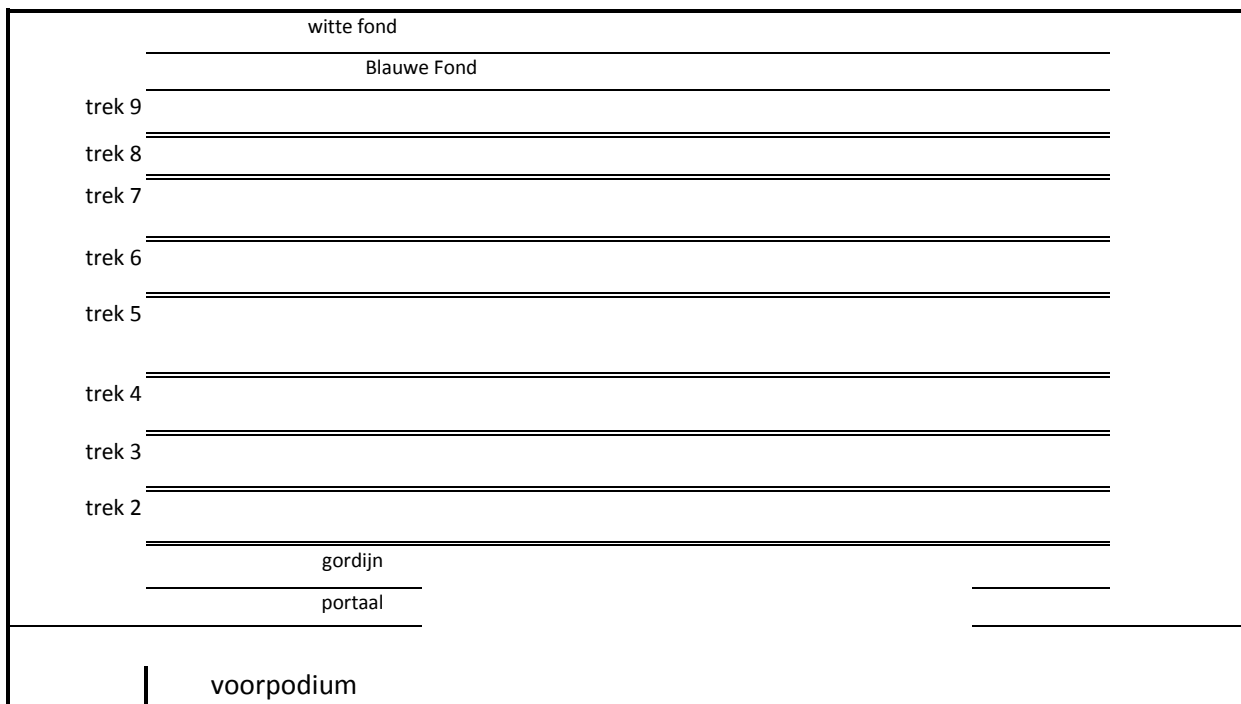 witte fond
Blauwe Fond
trek 9
trek 8
trek 7
trek 6
trek 5
trek 4
trek 3
trek 2
gordijn
portaal
voorpodium